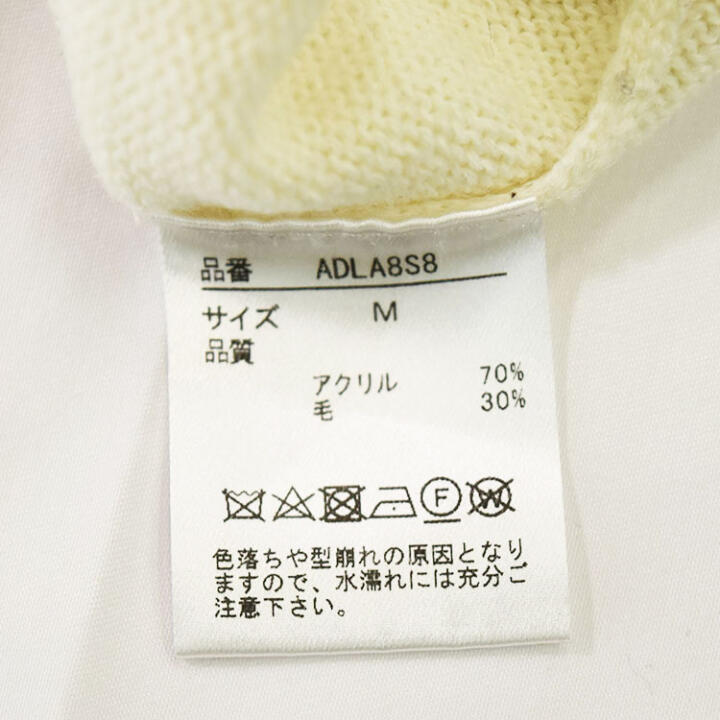 品番 ADLA8S8
サイズ M
品質
アクリル 70%
毛 30%
F W
色落ちや型崩れの原因となり
ますので、水濡れには充分ご
注意下さい。